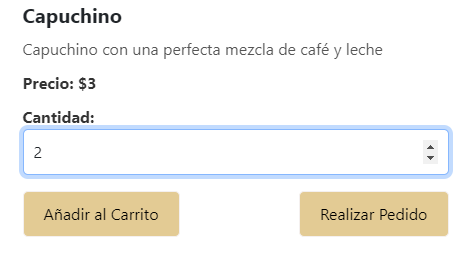 Capuchino
Capuchino con una perfecta mezcla de café y leche
Precio: $3
Cantidad:
2
Añadir al Carrito
Realizar Pedido